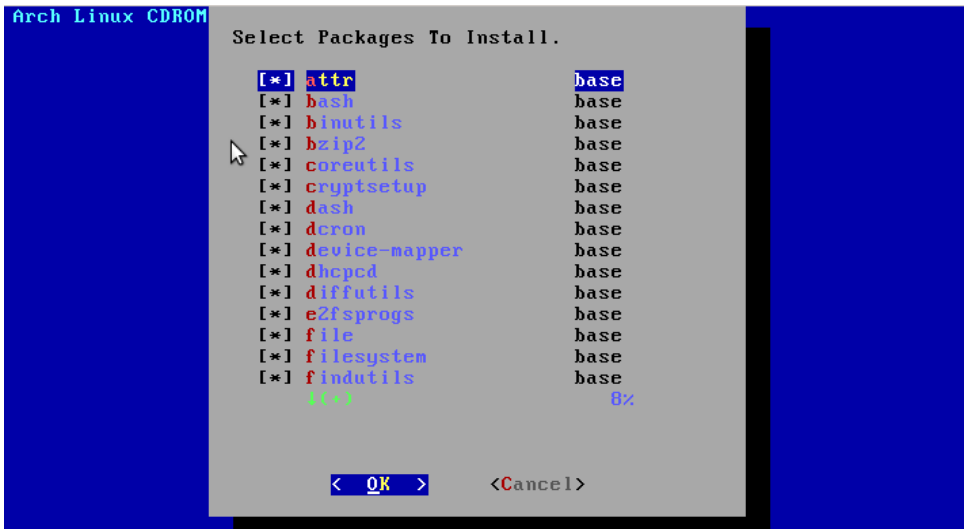 Arch Linux CDROM
Select Packages To Install.
[*] attr base
[*] bash base
[*] binutils base
[*] bzip2 base
[*] coreutils base
[*] cryptsetup base
[*] dash base
[*] dcron base
[*] device-mapper base
[*] dhcpcd base
[*] diffutils base
[*] e2fsprogs base
[*] file base
[*] filesystem base
[*] findutils base
↓(+) 8%
< OK > <Cancel>